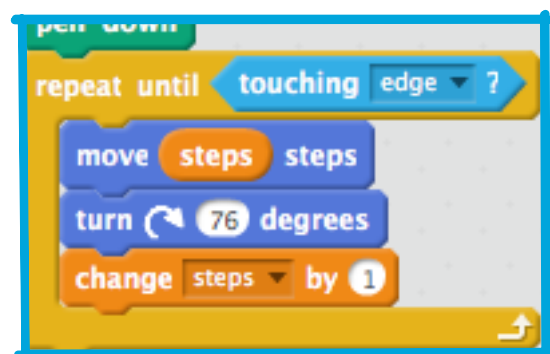 pen down
repeat until touching edge ?
move steps steps
turn 76 degrees
change steps by 1